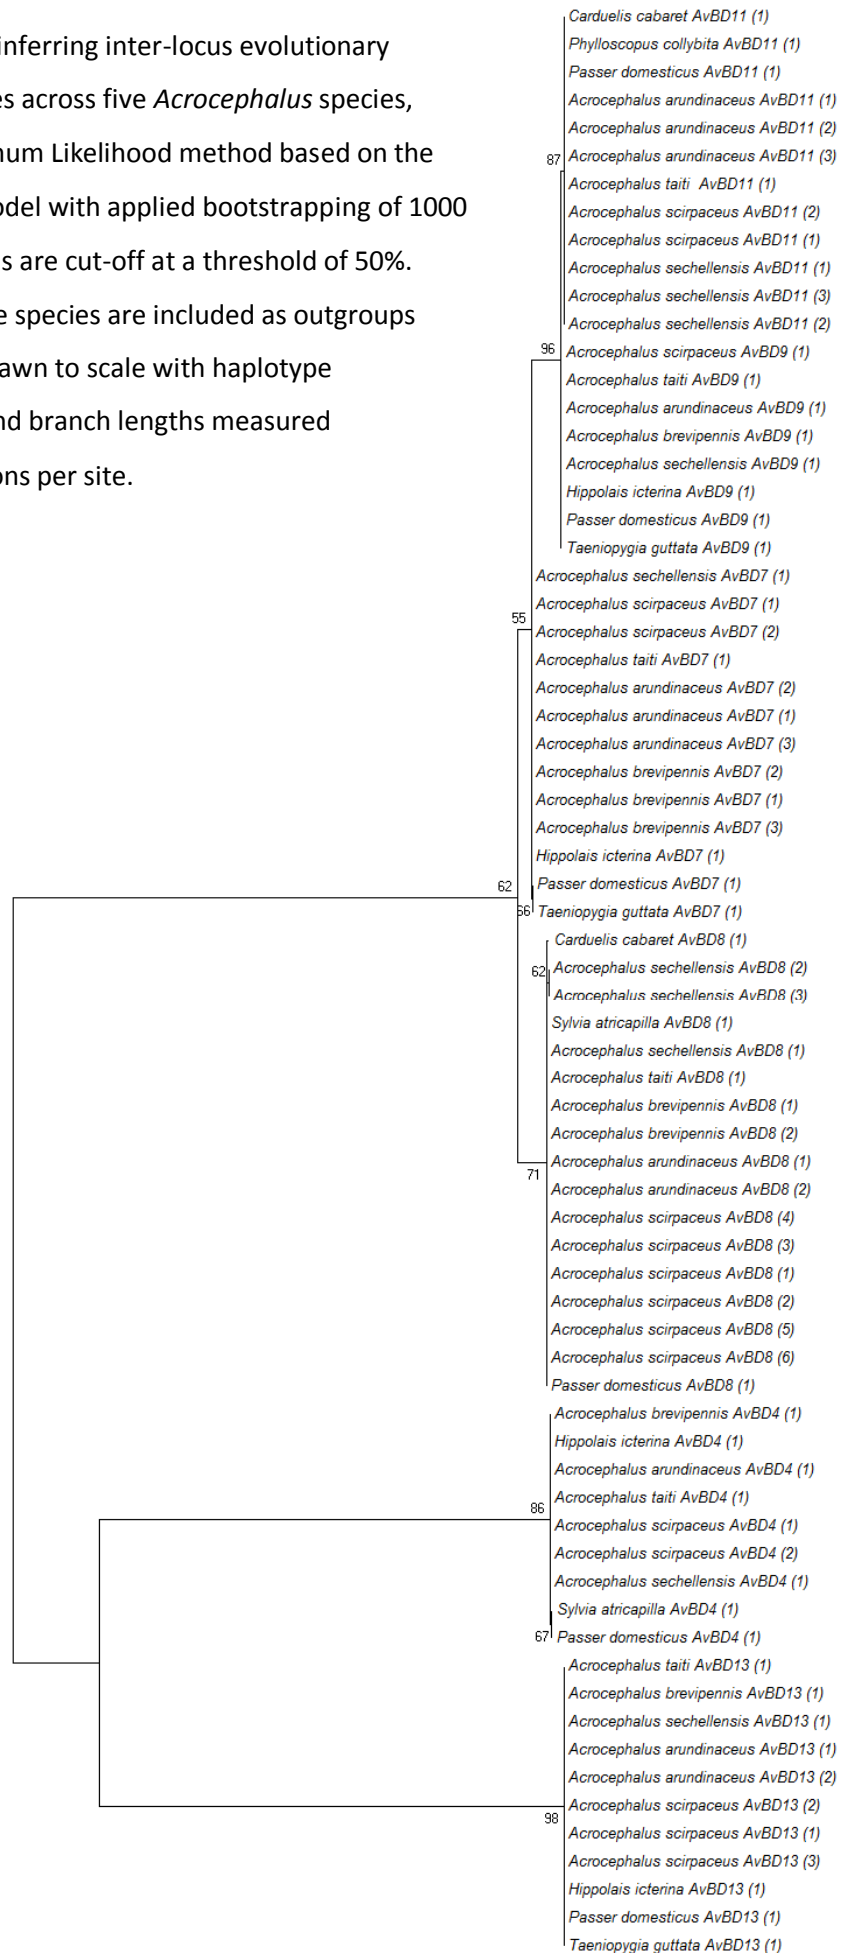 inferring inter-locus evolutionary
es across five Acrocephalus species,
num Likelihood method based on the
odel with applied bootstrapping of 1000
s are cut-off at a threshold of 50%.
e species are included as outgroups
awn to scale with haplotype
nd branch lengths measured
ons per site.
Carduelis cabaret AvBD11 (1)
Phylloscopus collybita AvBD11 (1)
Passer domesticus AvBD11 (1)
Acrocephalus arundinaceus AvBD11 (1)
Acrocephalus arundinaceus AvBD11 (2)
87
Acrocephalus arundinaceus AvBD11 (3)
Acrocephalus taiti AvBD11 (1)
Acrocephalus scirpaceus AvBD11 (2)
Acrocephalus scirpaceus AvBD11 (1)
Acrocephalus sechellensis AvBD11 (1)
Acrocephalus sechellensis AvBD11 (3)
Acrocephalus sechellensis AvBD11 (2)
96
Acrocephalus scirpaceus AvBD9 (1)
Acrocephalus taiti AvBD9 (1)
Acrocephalus arundinaceus AvBD9 (1)
Acrocephalus brevipennis AvBD9 (1)
Acrocephalus sechellensis AvBD9 (1)
Hippolais icterina AvBD9 (1)
Passer domesticus AvBD9 (1)
Taeniopygia guttata AvBD9 (1)
Acrocephalus sechellensis AvBD7 (1)
Acrocephalus scirpaceus AvBD7 (1)
55
Acrocephalus scirpaceus AvBD7 (2)
Acrocephalus taiti AvBD7 (1)
Acrocephalus arundinaceus AvBD7 (2)
Acrocephalus arundinaceus AvBD7 (1)
Acrocephalus arundinaceus AvBD7 (3)
Acrocephalus brevipennis AvBD7 (2)
Acrocephalus brevipennis AvBD7 (1)
Acrocephalus brevipennis AvBD7 (3)
Hippolais icterina AvBD7 (1)
62
Passer domesticus AvBD7 (1)
66
Taeniopygia guttata AvBD7 (1)
Carduelis cabaret AvBD8 (1)
62
Acrocephalus sechellensis AvBD8 (2)
Acrocephalus sechellensis AvBD8 (3)
Sylvia atricapilla AvBD8 (1)
Acrocephalus sechellensis AvBD8 (1)
Acrocephalus taiti AvBD8 (1)
Acrocephalus brevipennis AvBD8 (1)
Acrocephalus brevipennis AvBD8 (2)
Acrocephalus arundinaceus AvBD8 (1)
71
Acrocephalus arundinaceus AvBD8 (2)
Acrocephalus scirpaceus AvBD8 (4)
Acrocephalus scirpaceus AvBD8 (3)
Acrocephalus scirpaceus AvBD8 (1)
Acrocephalus scirpaceus AvBD8 (2)
Acrocephalus scirpaceus AvBD8 (5)
Acrocephalus scirpaceus AvBD8 (6)
Passer domesticus AvBD8 (1)
Acrocephalus brevipennis AvBD4 (1)
Hippolais icterina AvBD4 (1)
Acrocephalus arundinaceus AvBD4 (1)
Acrocephalus taiti AvBD4 (1)
86
Acrocephalus scirpaceus AvBD4 (1)
Acrocephalus scirpaceus AvBD4 (2)
Acrocephalus sechellensis AvBD4 (1)
Sylvia atricapilla AvBD4 (1)
67
Passer domesticus AvBD4 (1)
Acrocephalus taiti AvBD13 (1)
Acrocephalus brevipennis AvBD13 (1)
Acrocephalus sechellensis AvBD13 (1)
Acrocephalus arundinaceus AvBD13 (1)
Acrocephalus arundinaceus AvBD13 (2)
Acrocephalus scirpaceus AvBD13 (2)
98
Acrocephalus scirpaceus AvBD13 (1)
Acrocephalus scirpaceus AvBD13 (3)
Hippolais icterina AvBD13 (1)
Passer domesticus AvBD13 (1)
Taeniopygia guttata AvBD13 (1)